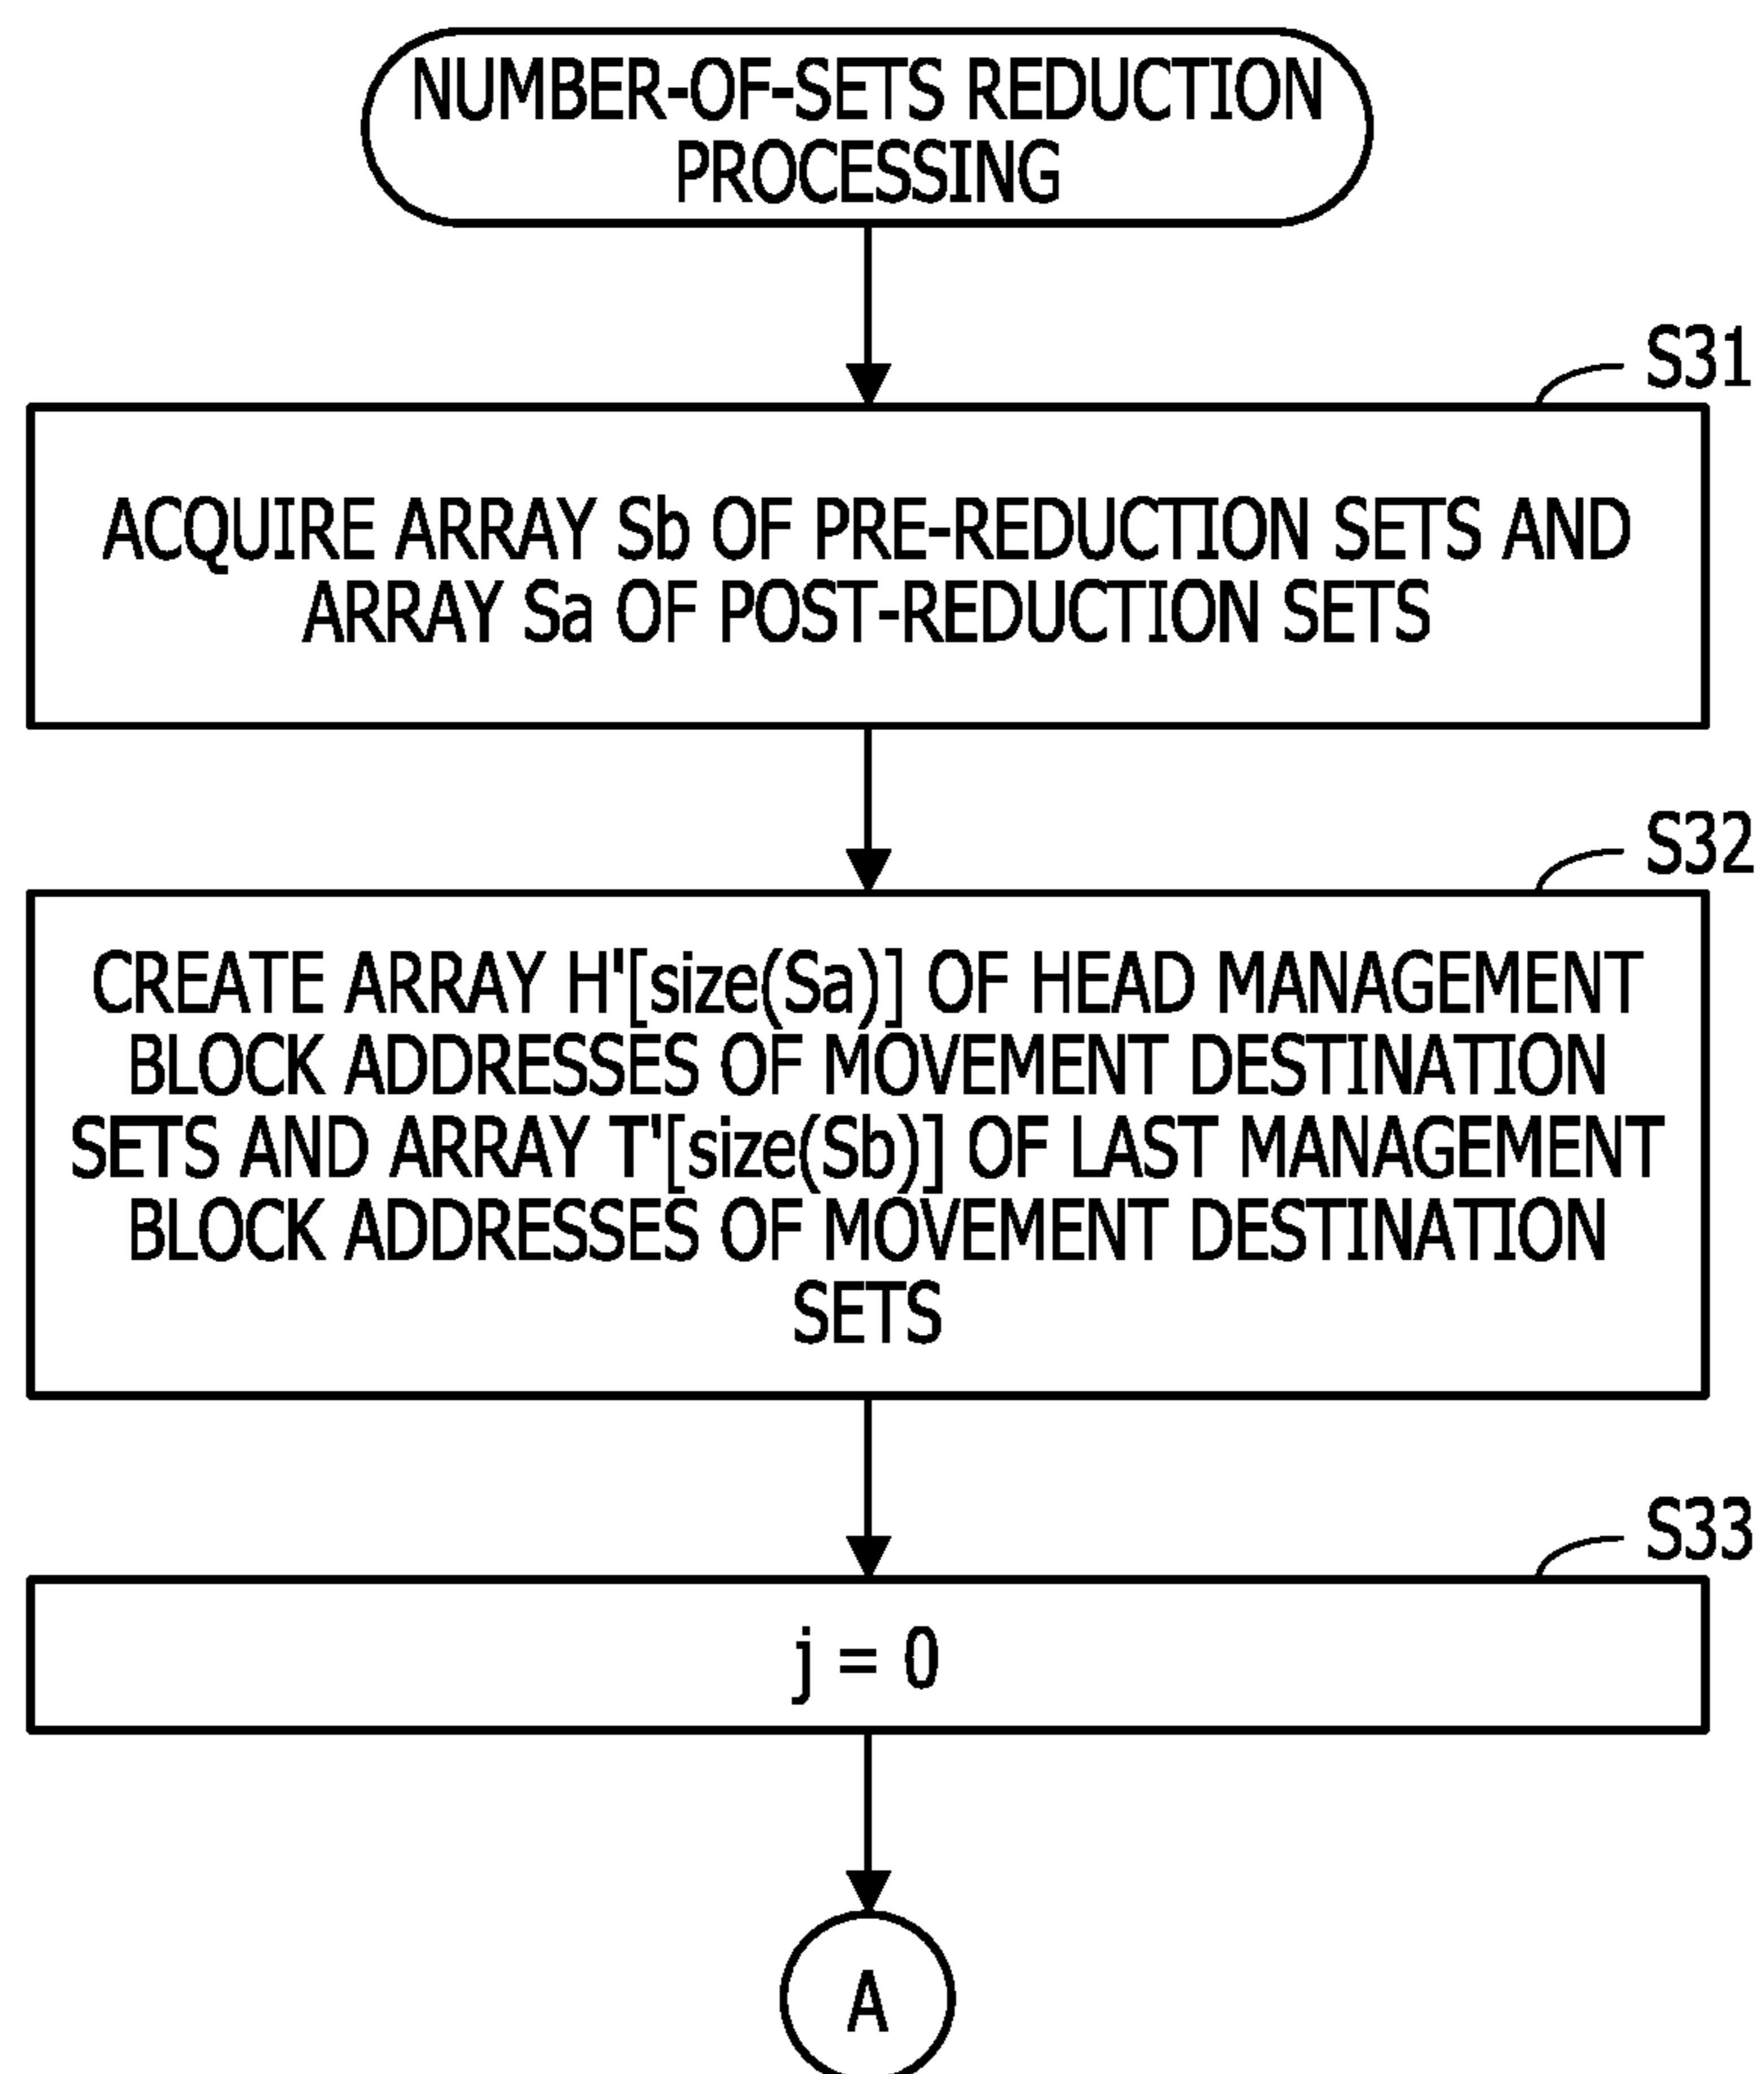 NUMBER-OF-SETS REDUCTION
PROCESSING
S31
ACQUIRE ARRAY Sb OF PRE-REDUCTION SETS AND
ARRAY Sa OF POST-REDUCTION SETS
S32
CREATE ARRAY H'[size(Sa)] OF HEAD MANAGEMENT
BLOCK ADDRESSES OF MOVEMENT DESTINATION
SETS AND ARRAY T'[size(Sb)] OF LAST MANAGEMENT
BLOCK ADDRESSES OF MOVEMENT DESTINATION
SETS
S33
j = 0
A